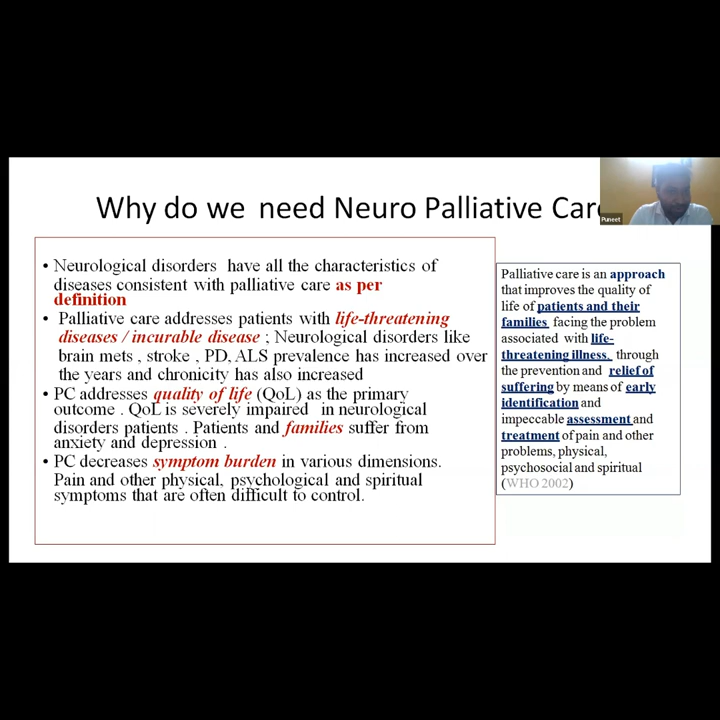 Why do we need Neuro Palliative Care
Puneet
• Neurological disorders have all the characteristics of
diseases consistent with palliative care as per
definition
• Palliative care addresses patients with life-threatening
diseases / incurable disease ; Neurological disorders like
brain mets , stroke , PD, ALS prevalence has increased over
the years and chronicity has also increased
• PC addresses quality of life (QoL) as the primary
outcome . QoL is severely impaired in neurological
disorders patients . Patients and families suffer from
anxiety and depression .
• PC decreases symptom burden in various dimensions.
Pain and other physical, psychological and spiritual
symptoms that are often difficult to control.
Palliative care is an approach
that improves the quality of
life of patients and their
families facing the problem
associated with life-
threatening illness, through
the prevention and relief of
suffering by means of early
identification and
impeccable assessment and
treatment of pain and other
problems, physical,
psychosocial and spiritual
(WHO 2002)